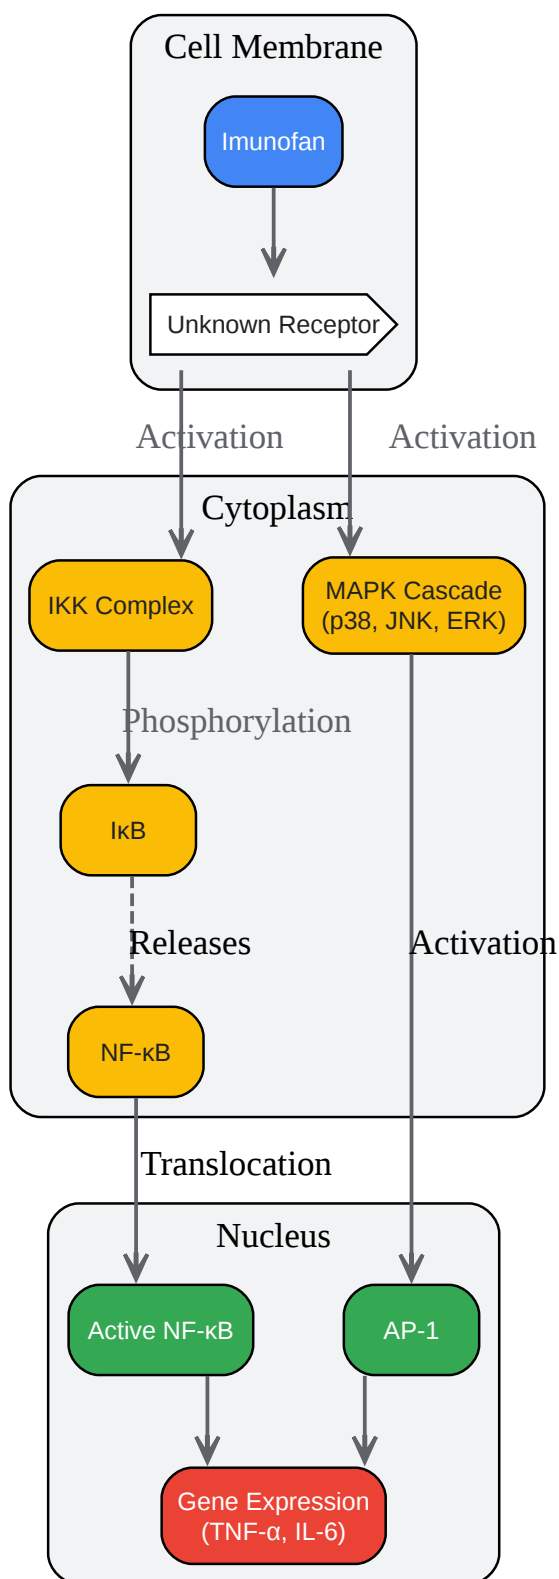 Cell Membrane
Imunofan
Unknown Receptor
Activation
Activation
Cytoplasm
IKK Complex
MAPK Cascade
(p38, JNK, ERK)
Phosphorylation
IκB
Releases
Activation
NF-κB
Translocation
Nucleus
Active NF-κB
AP-1
Gene Expression
(TNF-α, IL-6)